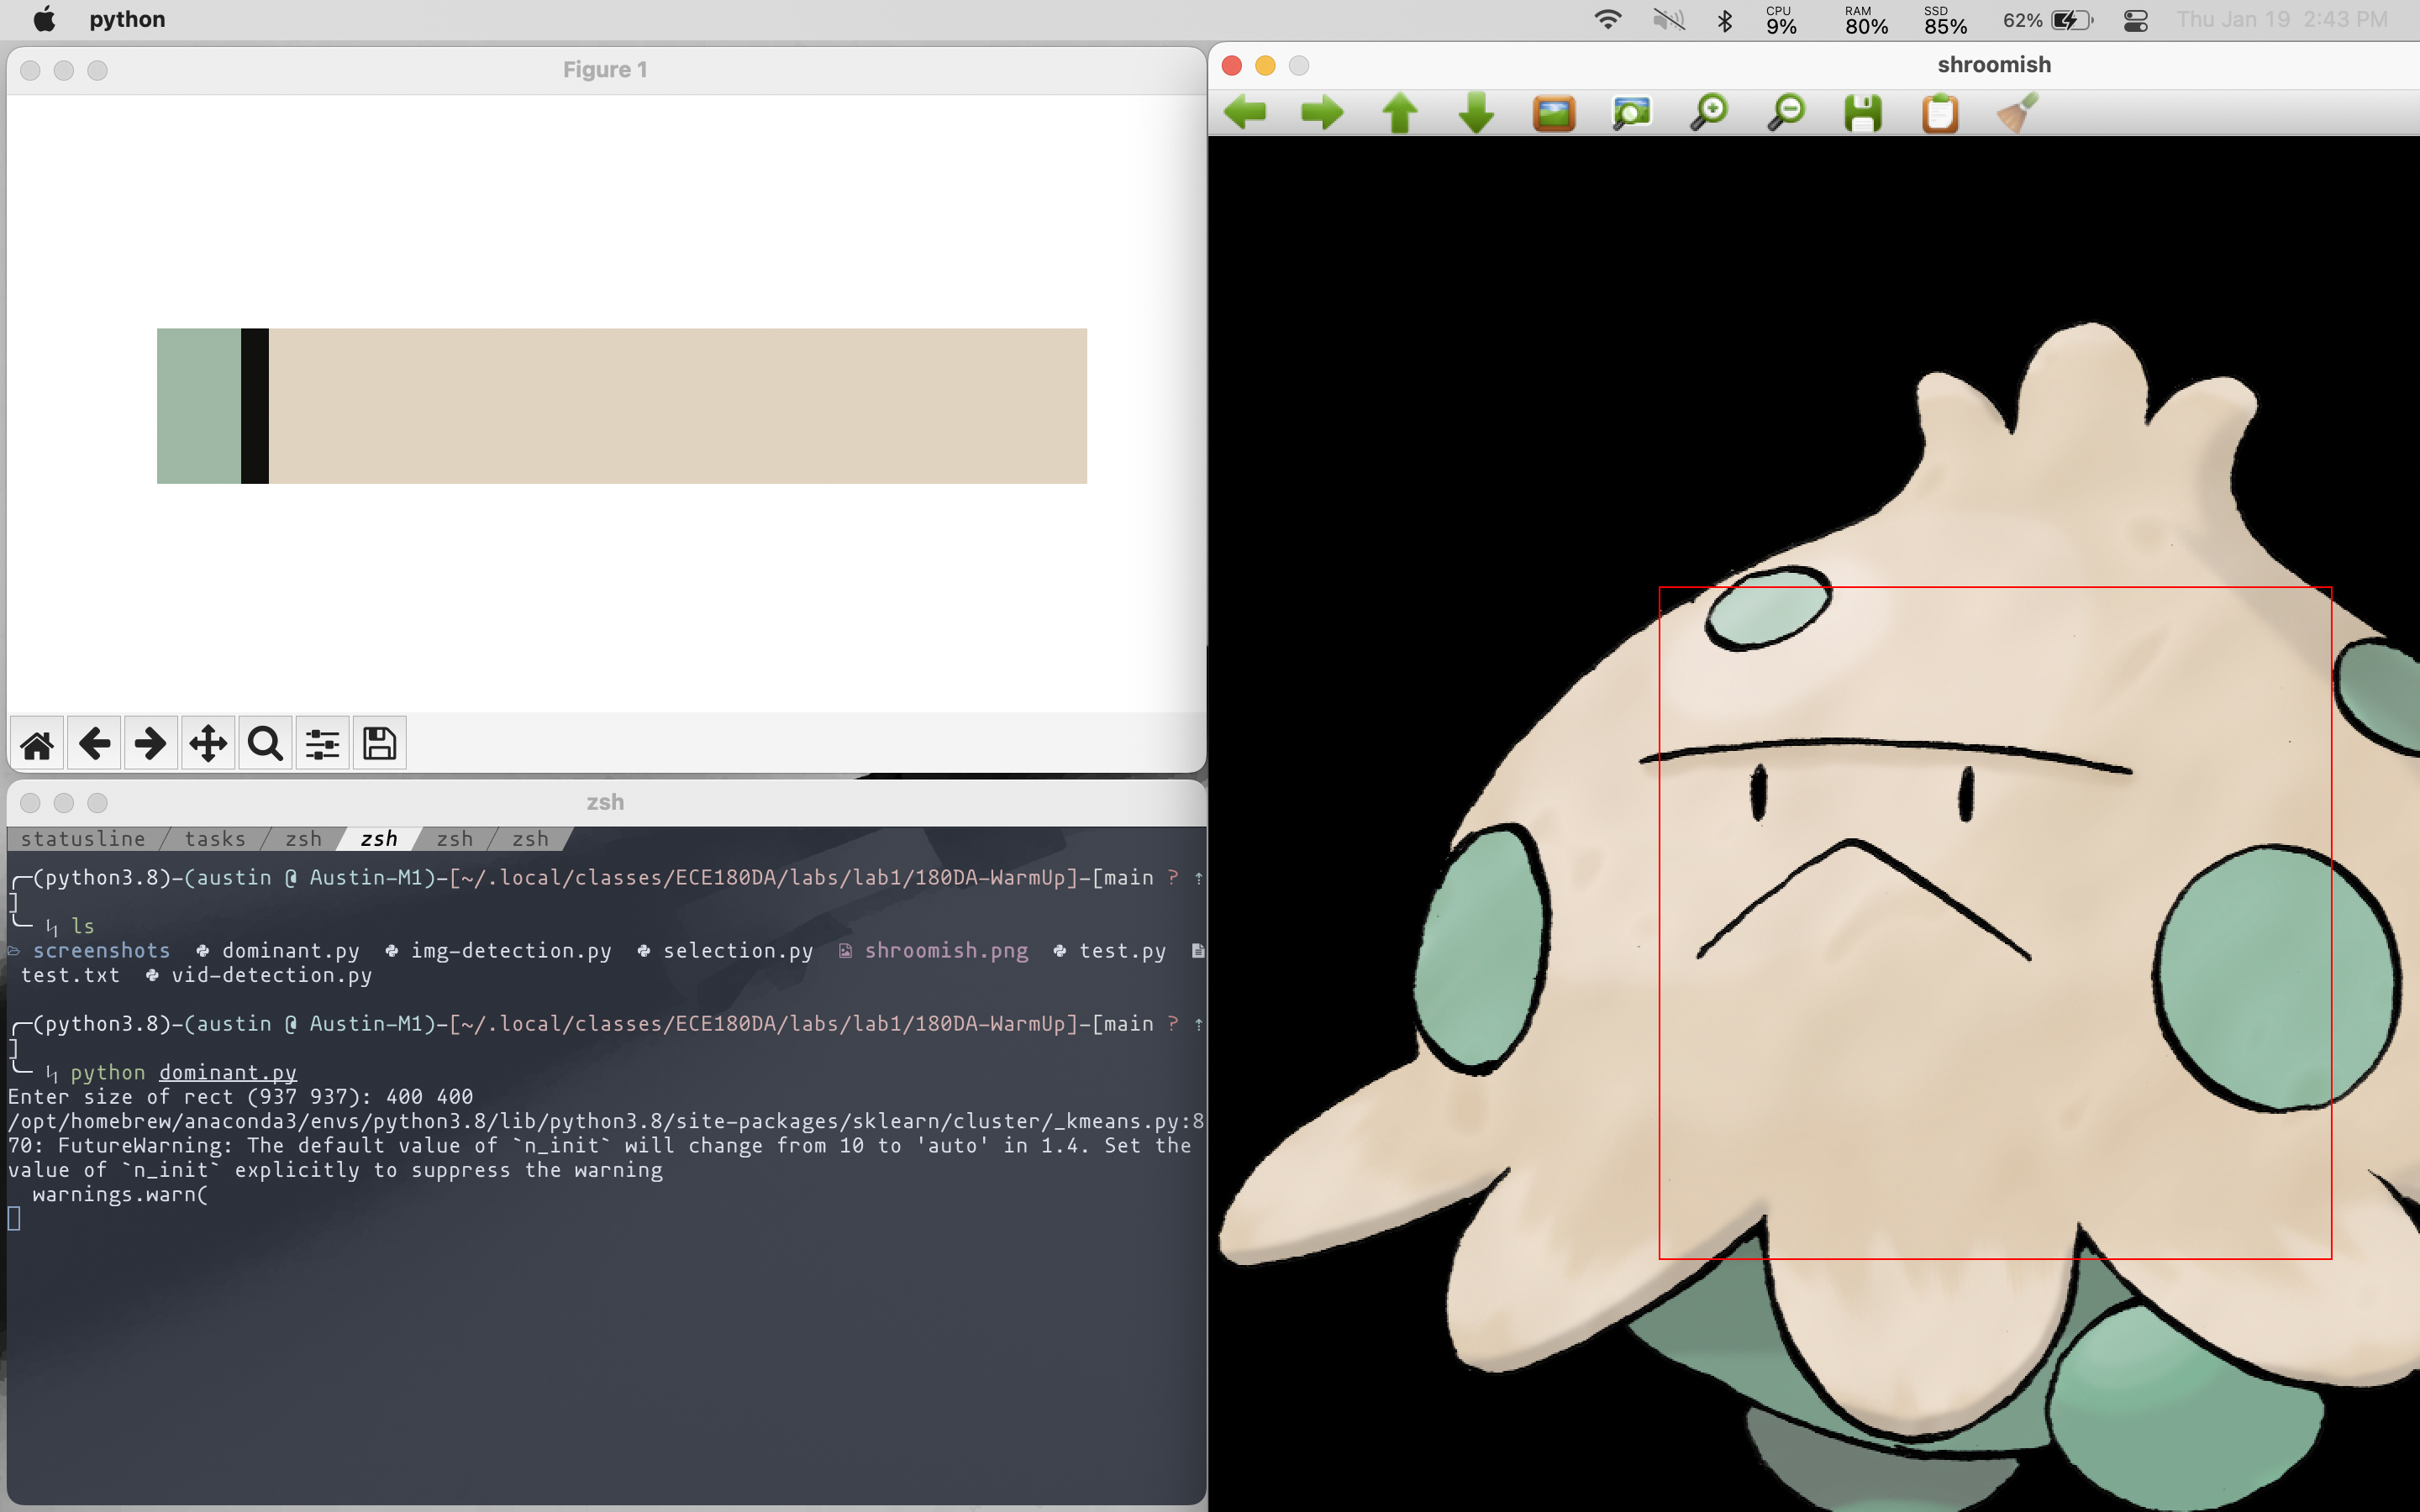 python
CPU
9%
RAM
80%
SSD
85%
62%
Thu Jan 19 2:43 PM
Figure 1
shroomish
zsh
statusline tasks zsh zsh zsh zsh
(python3.8)-(austin @ Austin-M1)-[~/.local/classes/ECE180DA/labs/lab1/180DA-WarmUp]-[main ? ⇡
]
ls
screenshots dominant.py img-detection.py selection.py shroomish.png test.py
test.txt vid-detection.py
(python3.8)-(austin @ Austin-M1)-[~/.local/classes/ECE180DA/labs/lab1/180DA-WarmUp]-[main ? ⇡
]
python dominant.py
Enter size of rect (937 937): 400 400
/opt/homebrew/anaconda3/envs/python3.8/lib/python3.8/site-packages/sklearn/cluster/_kmeans.py:8
70: FutureWarning: The default value of `n_init` will change from 10 to 'auto' in 1.4. Set the
value of `n_init` explicitly to suppress the warning
warnings.warn(